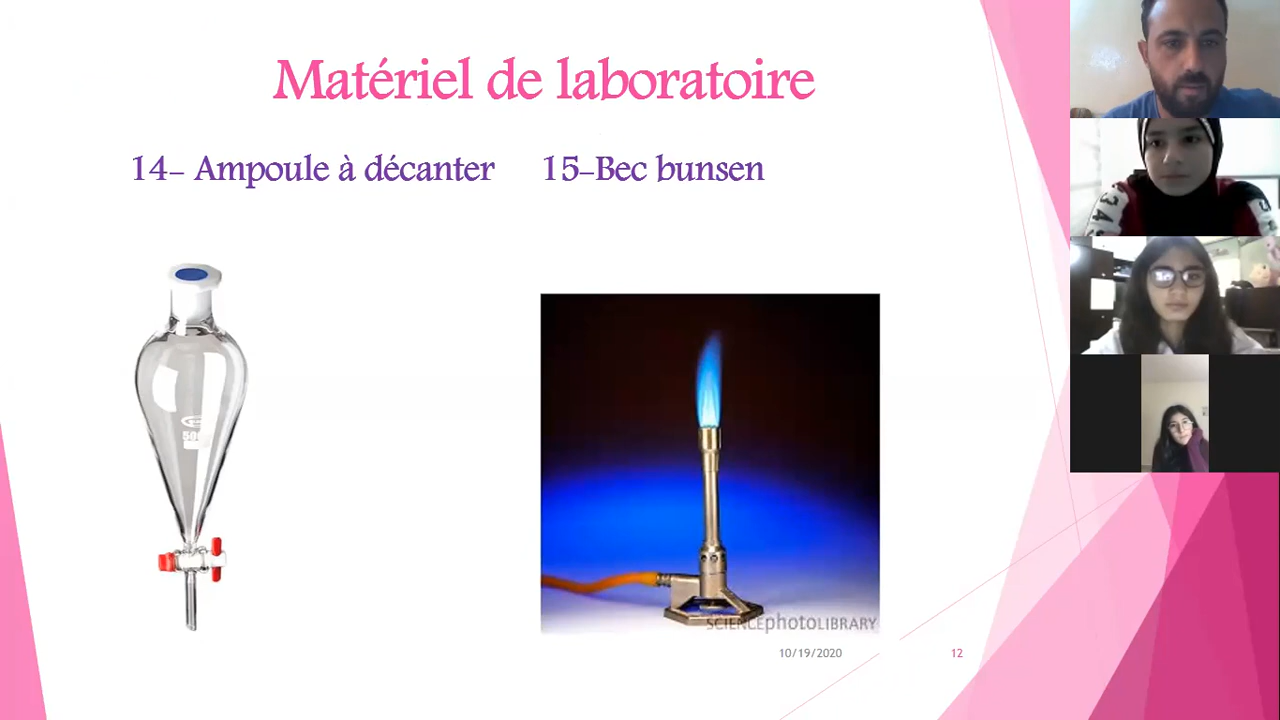 Matériel de laboratoire
14- Ampoule à décanter
15-Bec bunsen
SCIENCEphotoLIBRARY
10/19/2020
12